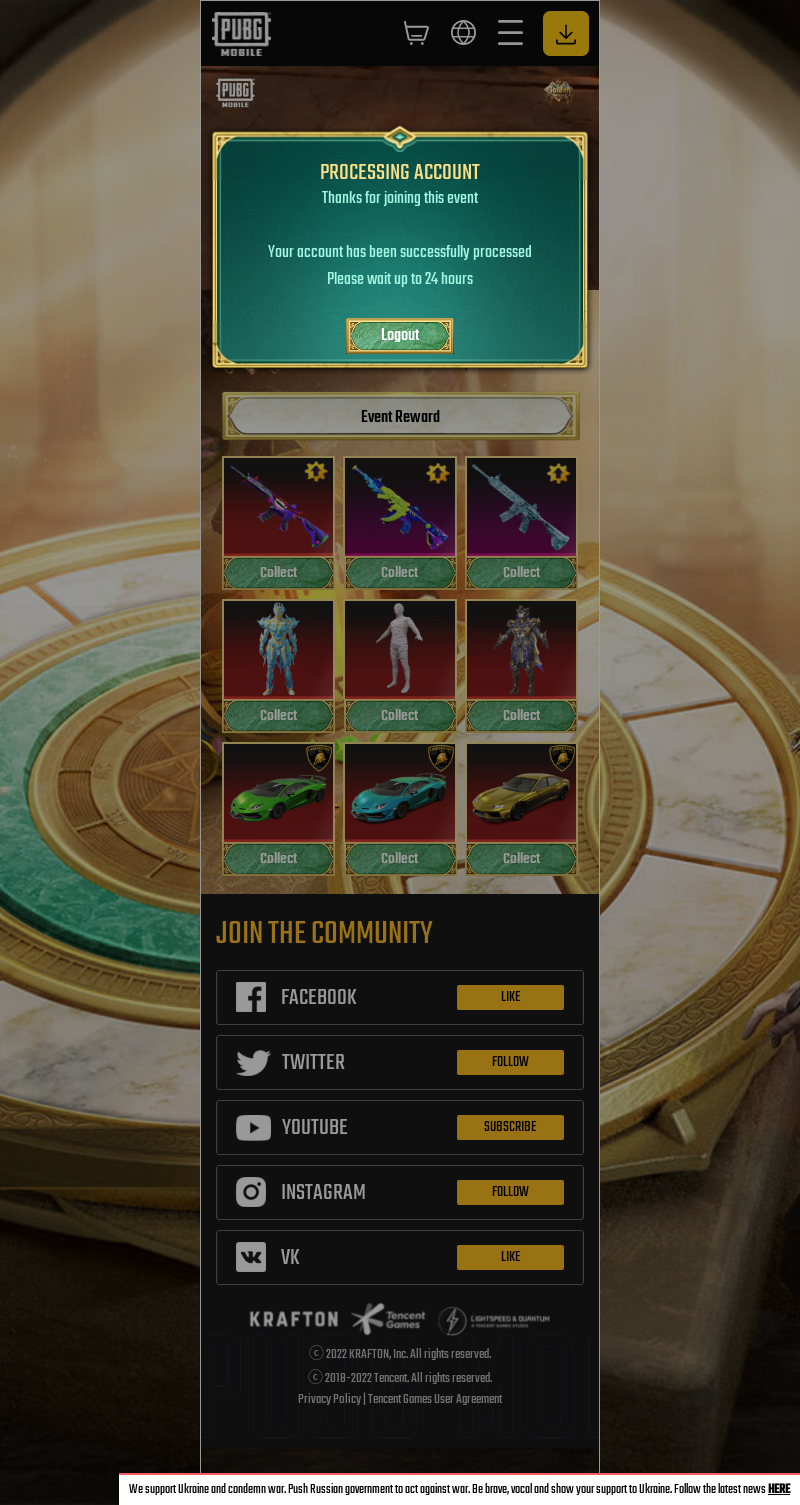 PUBG
MOBILE
PUBG
MOBILE
PROCESSING ACCOUNT
Thanks for joining this event
Your account has been successfully processed
Please wait up to 24 hours
Logout
Event Reward
Collect Collect Collect
Collect Collect Collect
Collect Collect Collect
JOIN THE COMMUNITY
FACEBOOK LIKE
TWITTER FOLLOW
YOUTUBE SUBSCRIBE
INSTAGRAM FOLLOW
VK LIKE
KRAFTON Tencent Games LIGHTSPEED & QUANTUM
A TENCENT GAMES STUDIO
ⓒ 2022 KRAFTON, Inc. All rights reserved.
ⓒ 2018-2022 Tencent. All rights reserved.
Privacy Policy | Tencent Games User Agreement
We support Ukraine and condemn war. Push Russian government to act against war. Be brave, vocal and show your support to Ukraine. Follow the latest news HERE